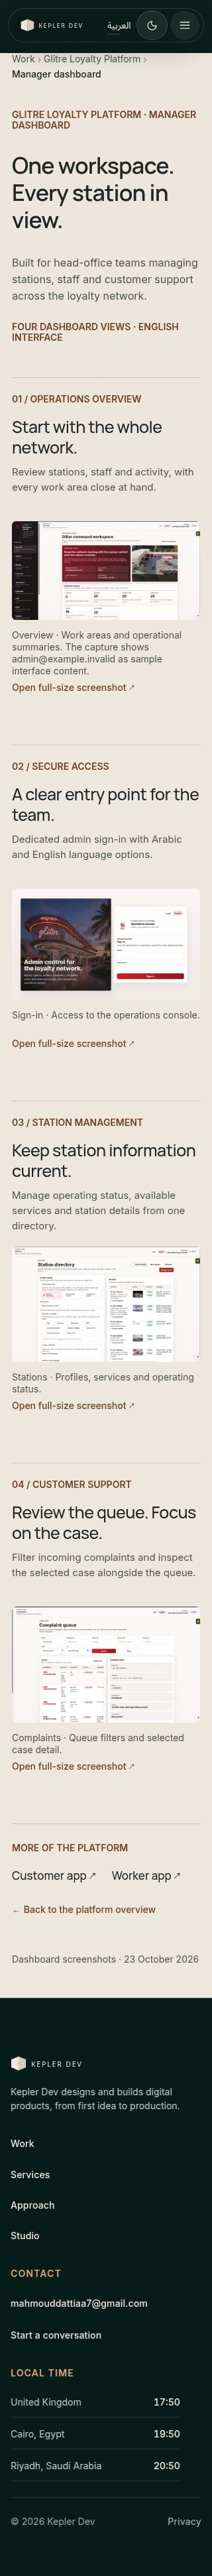 KEPLER DEV
العربية
Work › Glitre Loyalty Platform ›
Manager dashboard
GLITRE LOYALTY PLATFORM · MANAGER
DASHBOARD
One workspace.
Every station in
view.
Built for head-office teams managing
stations, staff and customer support
across the loyalty network.
FOUR DASHBOARD VIEWS · ENGLISH
INTERFACE
01 / OPERATIONS OVERVIEW
Start with the whole
network.
Review stations, staff and activity, with
every work area close at hand.
Glitter command workspace
Overview · Work areas and operational
summaries. The capture shows
admin@example.invalid as sample
interface content.
Open full-size screenshot ↗
02 / SECURE ACCESS
A clear entry point for the
team.
Dedicated admin sign-in with Arabic
and English language options.
gliter
Admin control for
the loyalty network.
Operations console
Sign-in · Access to the operations console.
Open full-size screenshot ↗
03 / STATION MANAGEMENT
Keep station information
current.
Manage operating status, available
services and station details from one
directory.
Station directory
Stations · Profiles, services and operating
status.
Open full-size screenshot ↗
04 / CUSTOMER SUPPORT
Review the queue. Focus
on the case.
Filter incoming complaints and inspect
the selected case alongside the queue.
Complaint queue
Complaints · Queue filters and selected
case detail.
Open full-size screenshot ↗
MORE OF THE PLATFORM
Customer app ↗ Worker app ↗
← Back to the platform overview
Dashboard screenshots · 23 October 2026
KEPLER DEV
Kepler Dev designs and builds digital
products, from first idea to production.
Work
Services
Approach
Studio
CONTACT
mahmouddattiaa7@gmail.com
Start a conversation
LOCAL TIME
United Kingdom 17:50
Cairo, Egypt 19:50
Riyadh, Saudi Arabia 20:50
© 2026 Kepler Dev Privacy